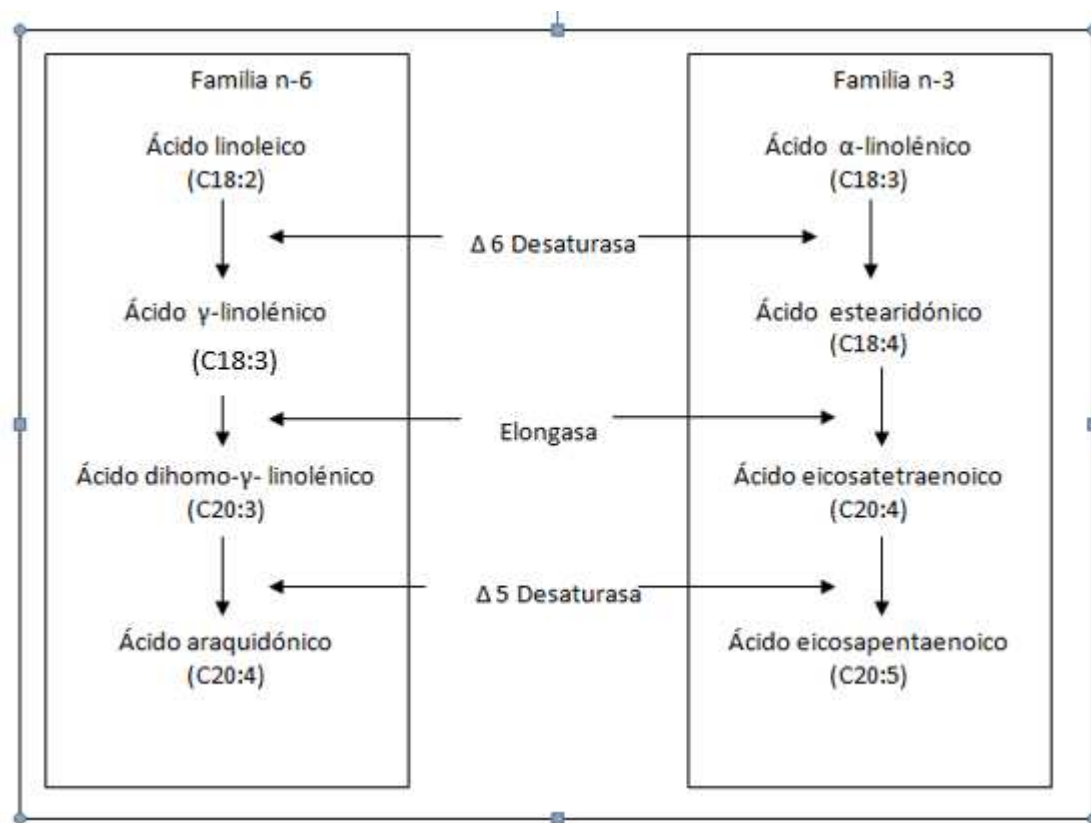 Familia n-6
Ácido linoleico
(C18:2)
Ácido γ-linolénico
(C18:3)
Ácido dihomo-γ- linolénico
(C20:3)
Ácido araquidónico
(C20:4)
Δ 6 Desaturasa
Elongasa
Δ 5 Desaturasa
Familia n-3
Ácido α-linolénico
(C18:3)
Ácido estearidónico
(C18:4)
Ácido eicosatetraenoico
(C20:4)
Ácido eicosapentaenoico
(C20:5)